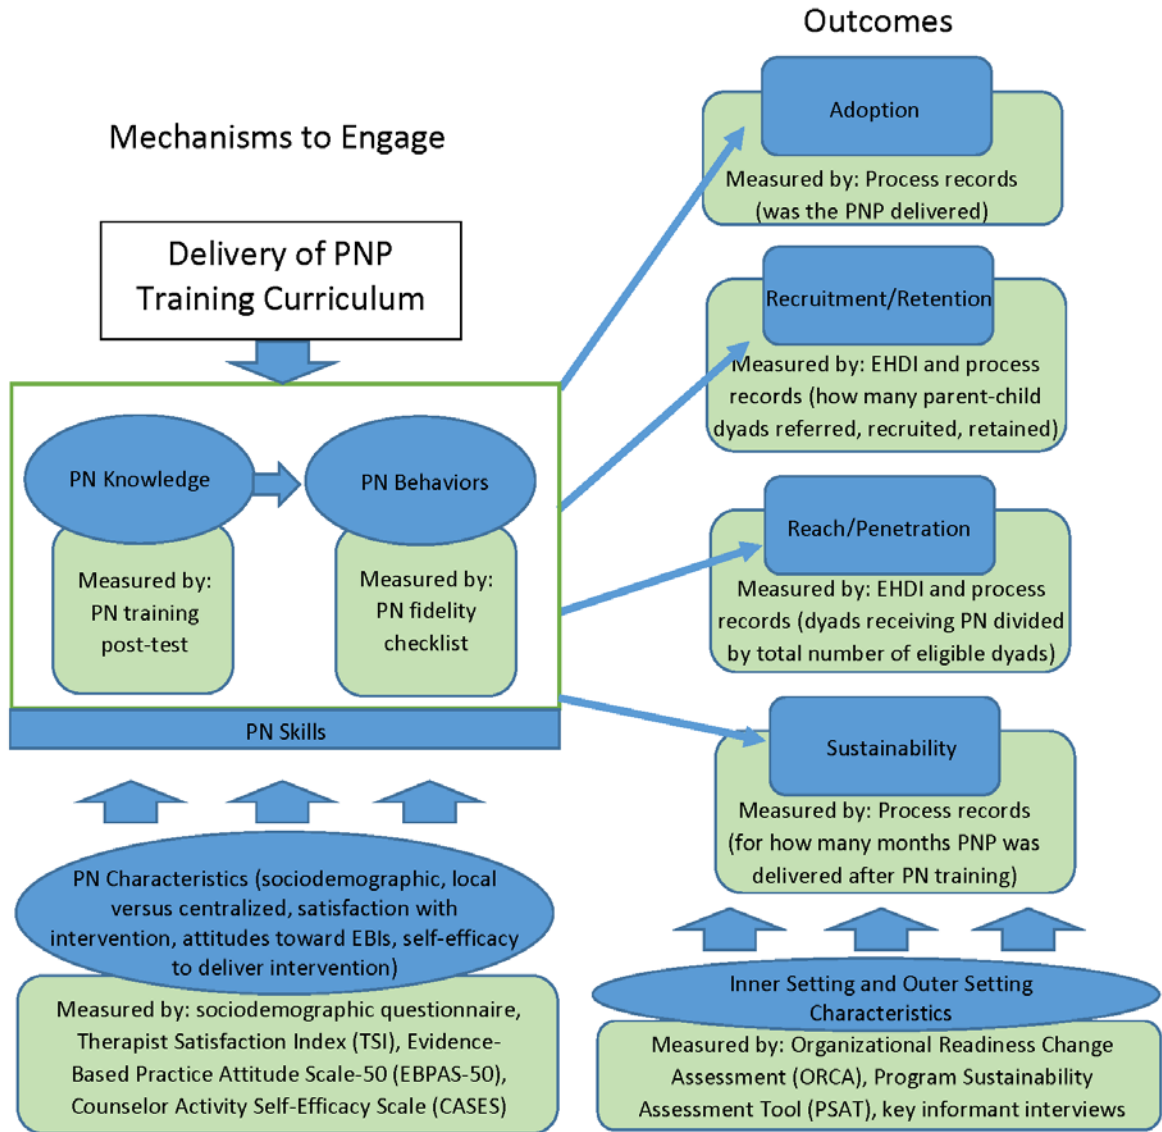 Outcomes
Adoption
Measured by: Process records
(was the PNP delivered)
Mechanisms to Engage
Delivery of PNP
Training Curriculum
Recruitment/Retention
Measured by: EHDI and process
records (how many parent-child
dyads referred, recruited, retained)
PN Knowledge
PN Behaviors
Measured by:
PN training
post-test
Measured by:
PN fidelity
checklist
Reach/Penetration
Measured by: EHDI and process
records (dyads receiving PN divided
by total number of eligible dyads)
PN Skills
Sustainability
Measured by: Process records
(for how many months PNP was
delivered after PN training)
PN Characteristics (sociodemographic, local
versus centralized, satisfaction with
intervention, attitudes toward EBIs, self-efficacy
to deliver intervention)
Measured by: sociodemographic questionnaire,
Therapist Satisfaction Index (TSI), Evidence-
Based Practice Attitude Scale-50 (EBPAS-50),
Counselor Activity Self-Efficacy Scale (CASES)
Inner Setting and Outer Setting
Characteristics
Measured by: Organizational Readiness Change
Assessment (ORCA), Program Sustainability
Assessment Tool (PSAT), key informant interviews